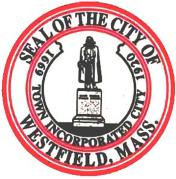 SEAL OF THE CITY OF
WESTFIELD, MASS.
1669
1920
TOWN INCORPORATED CITY